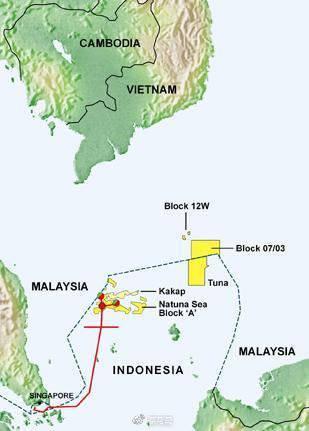 CAMBODIA
VIETNAM
Block 12W
Block 07/03
Tuna
MALAYSIA
Kakap
Natuna Sea
Block ‘A’
MALAYSIA
INDONESIA
SINGAPORE